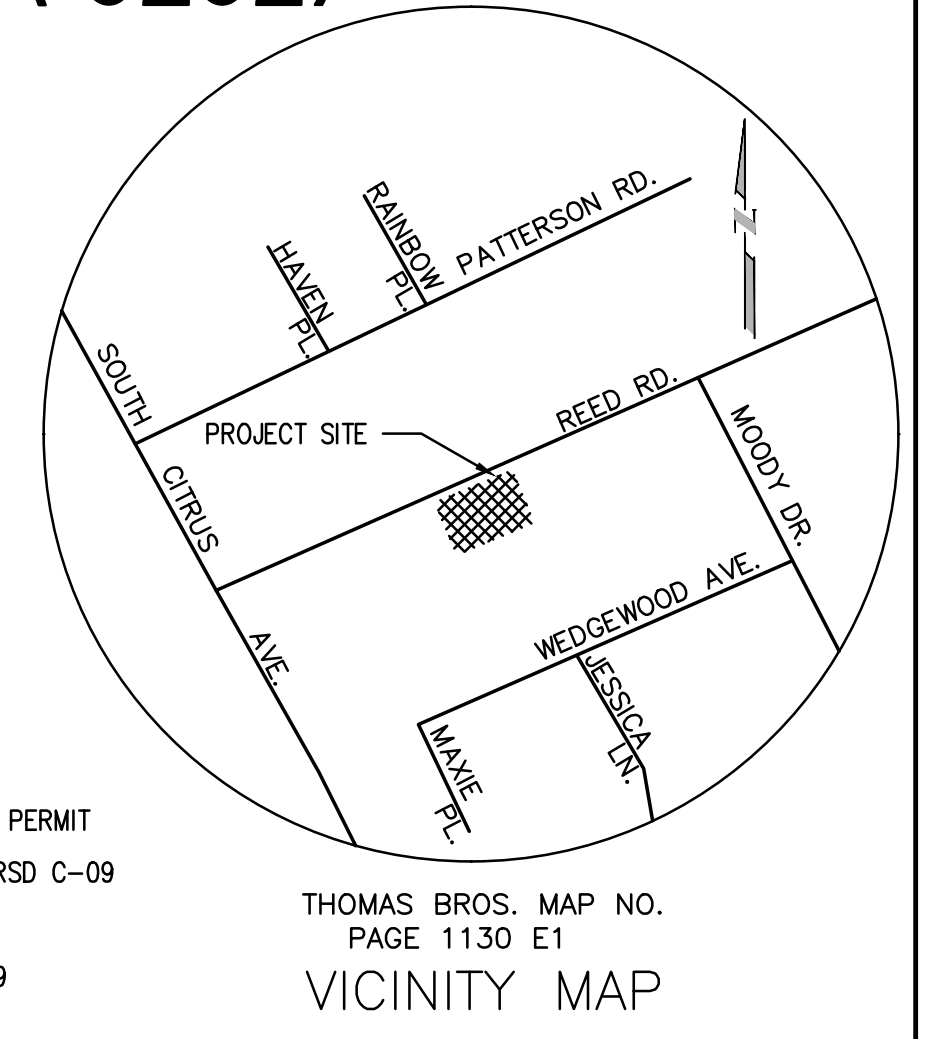 RAINBOW PL.
PATTERSON RD.
HAVEN PL.
N
SOUTH CITRUS AVE.
REED RD.
PROJECT SITE
MOODY DR.
WEDGEWOOD AVE.
JESSICA LN.
MAXIE PL.
PERMIT
RSD C-09
THOMAS BROS. MAP NO.
PAGE 1130 E1
9
VICINITY MAP